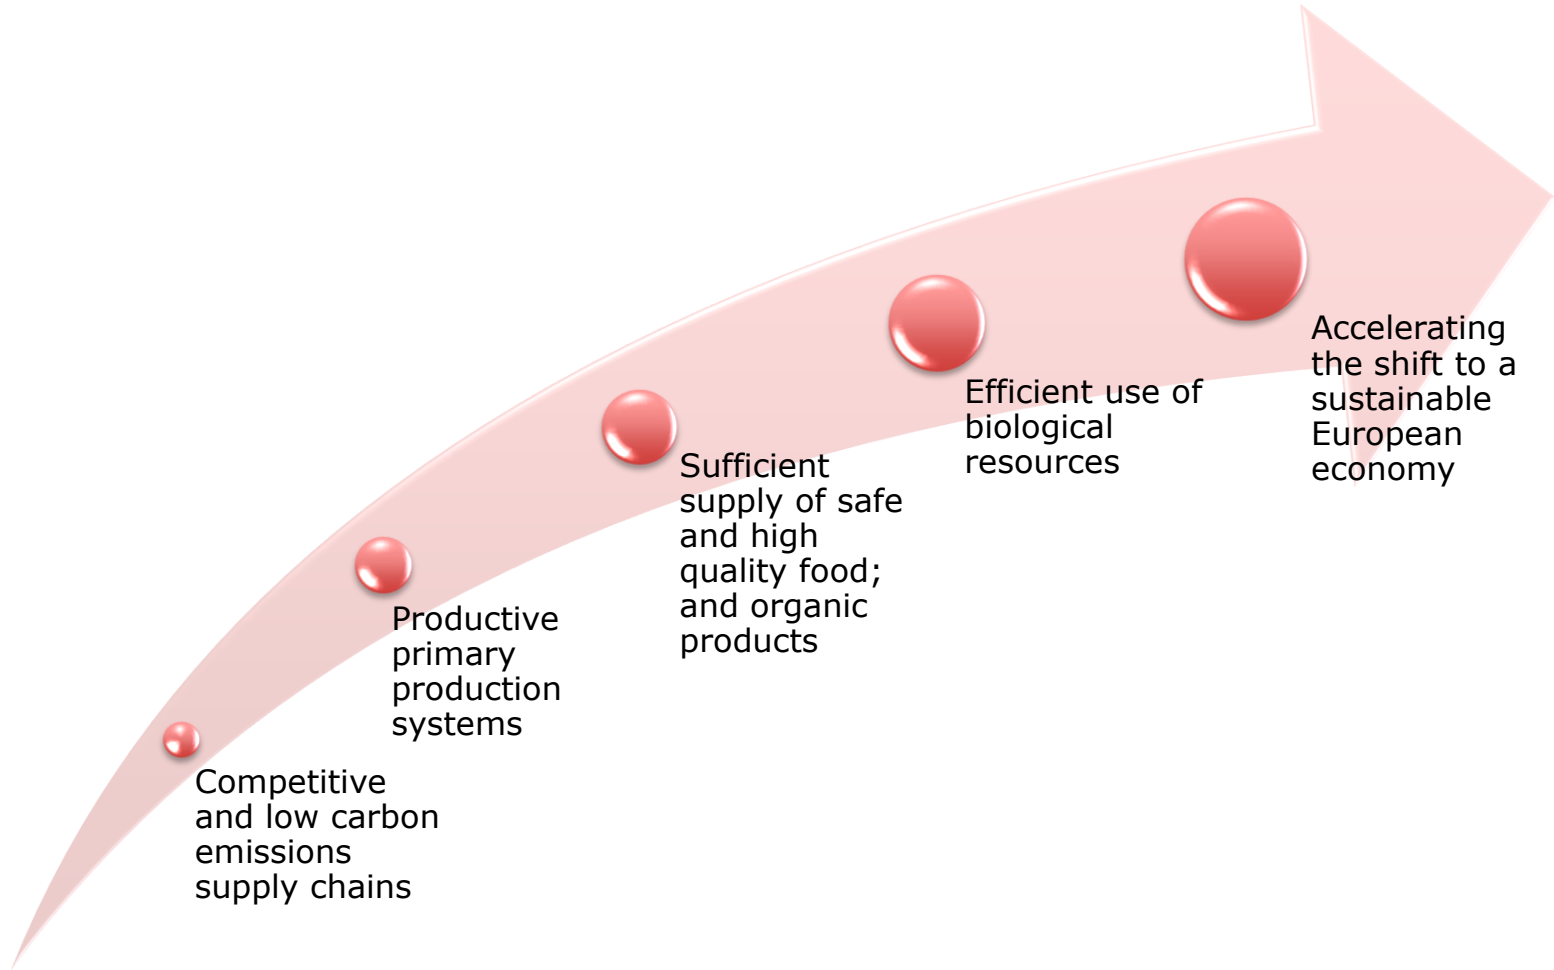 Competitive
and low carbon
emissions
supply chains
Productive
primary
production
systems
Sufficient
supply of safe
and high
quality food;
and organic
products
Efficient use of
biological
resources
Accelerating
the shift to a
sustainable
European
economy